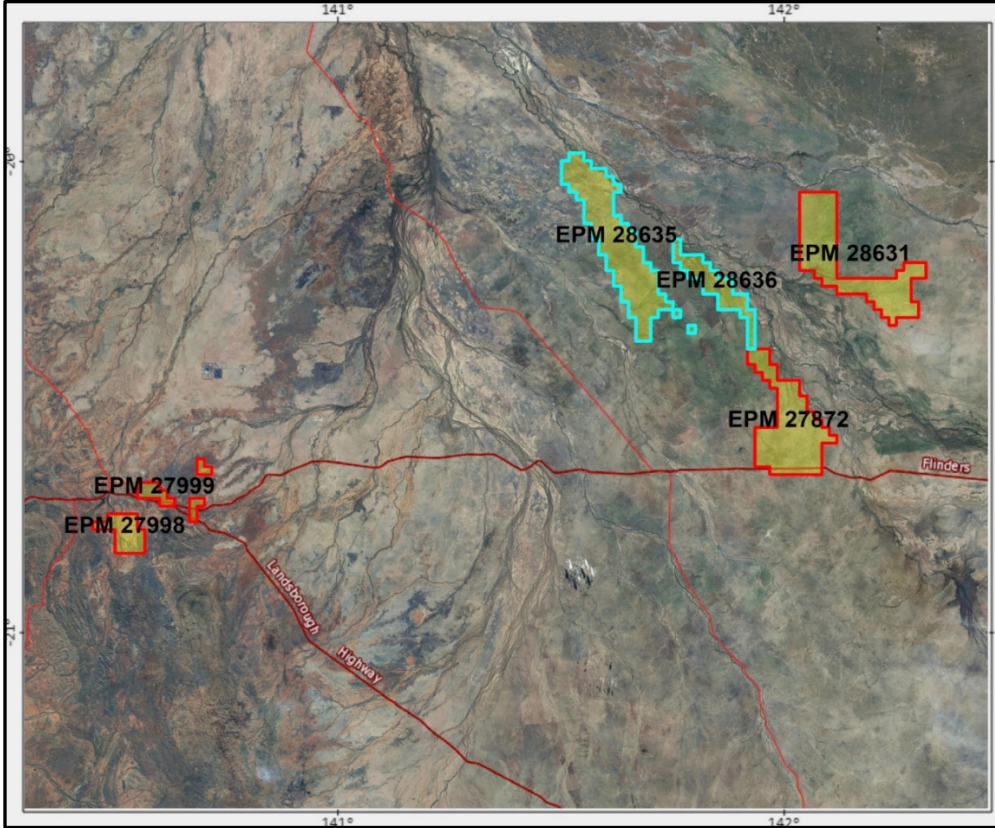 141°
142°
-20°
EPM 28635
EPM 28631
EPM 28636
EPM 27872
Flinders
EPM 27999
EPM 27998
Landsborough
Highway
-21°
141°
142°